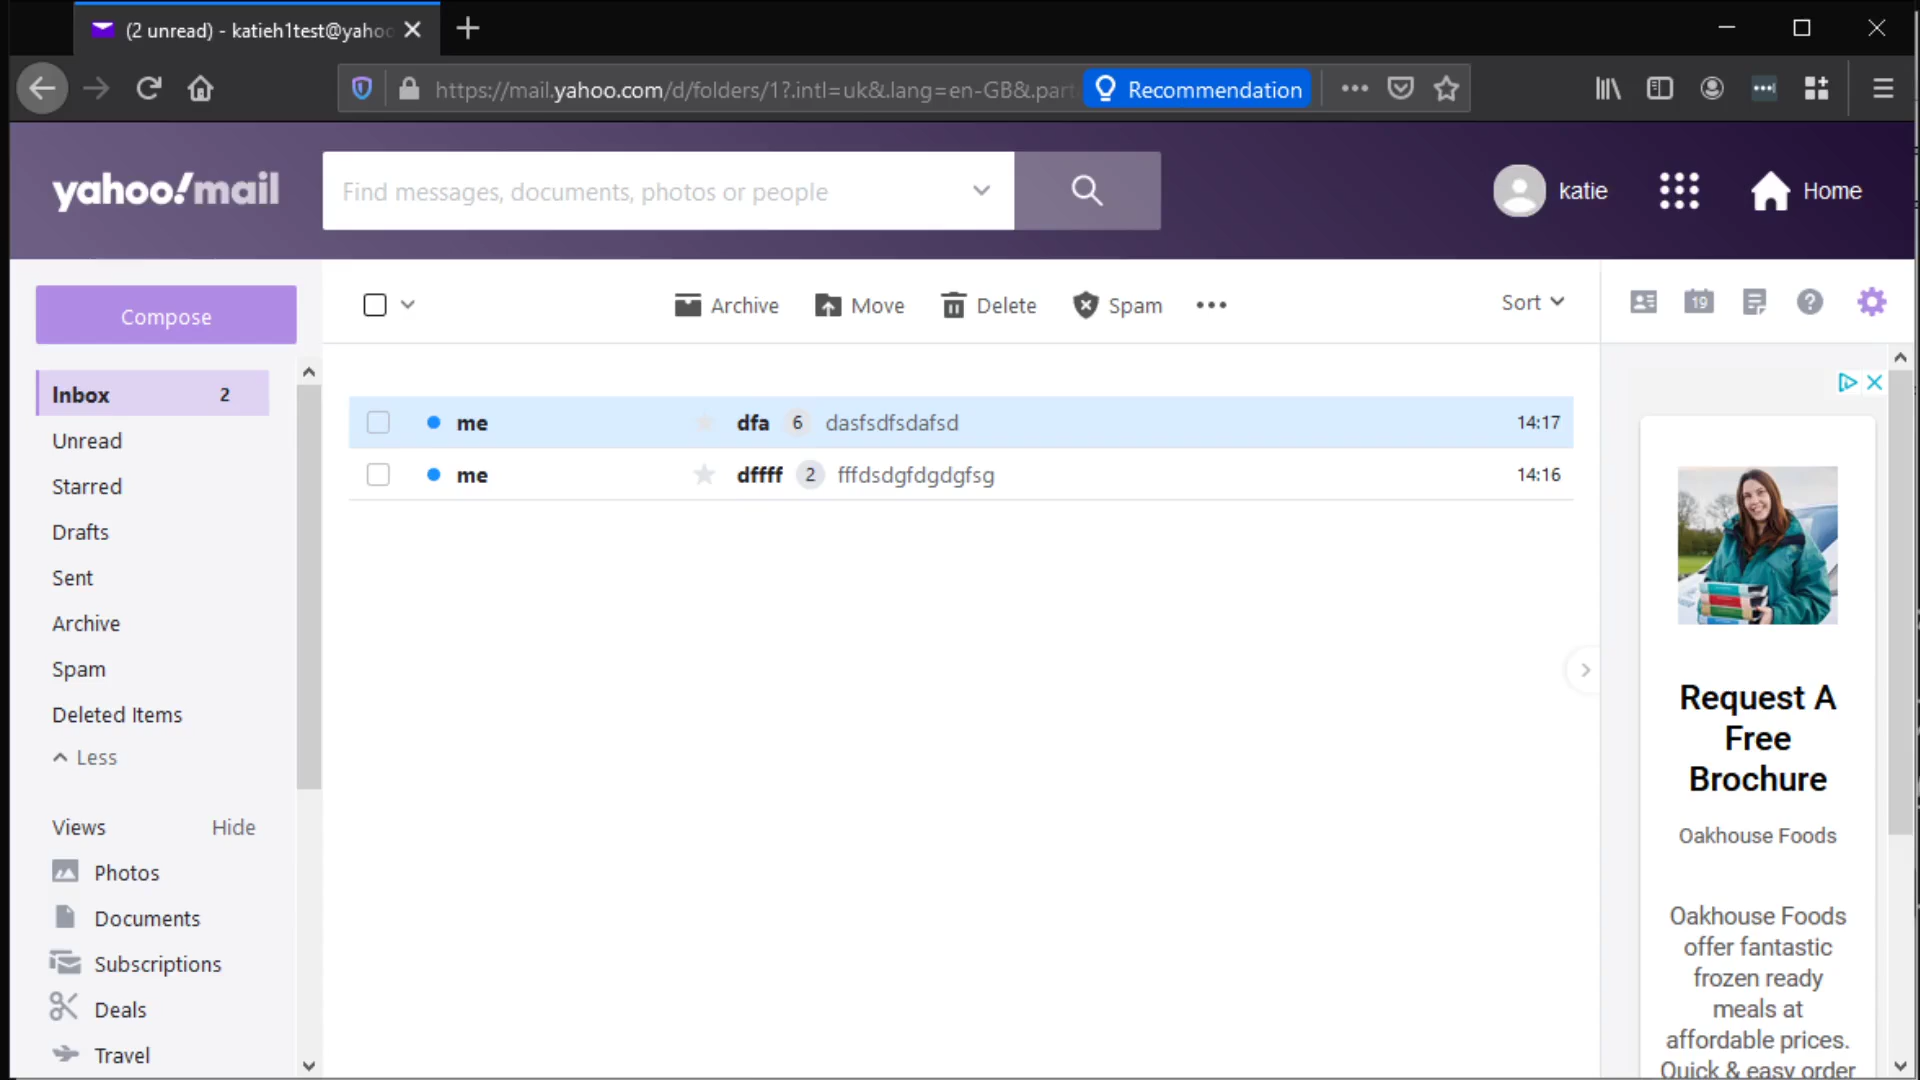 (2 unread) - katieh1test@yahoo
https://mail.yahoo.com/d/folders/1?.intl=uk&.lang=en-GB&.part
Recommendation
yahoo!mail
Find messages, documents, photos or people
katie
Home
Compose
Archive
Move
Delete
Spam
Sort
19
Inbox 2
Unread
Starred
Drafts
Sent
Archive
Spam
Deleted Items
Less
Views Hide
Photos
Documents
Subscriptions
Deals
Travel
me dfa 6 dasfsdfsdafsd 14:17
me dffff 2 fffdsdgfdgdgfsg 14:16
Request A
Free
Brochure
Oakhouse Foods
Oakhouse Foods
offer fantastic
frozen ready
meals at
affordable prices.
Quick & easy order